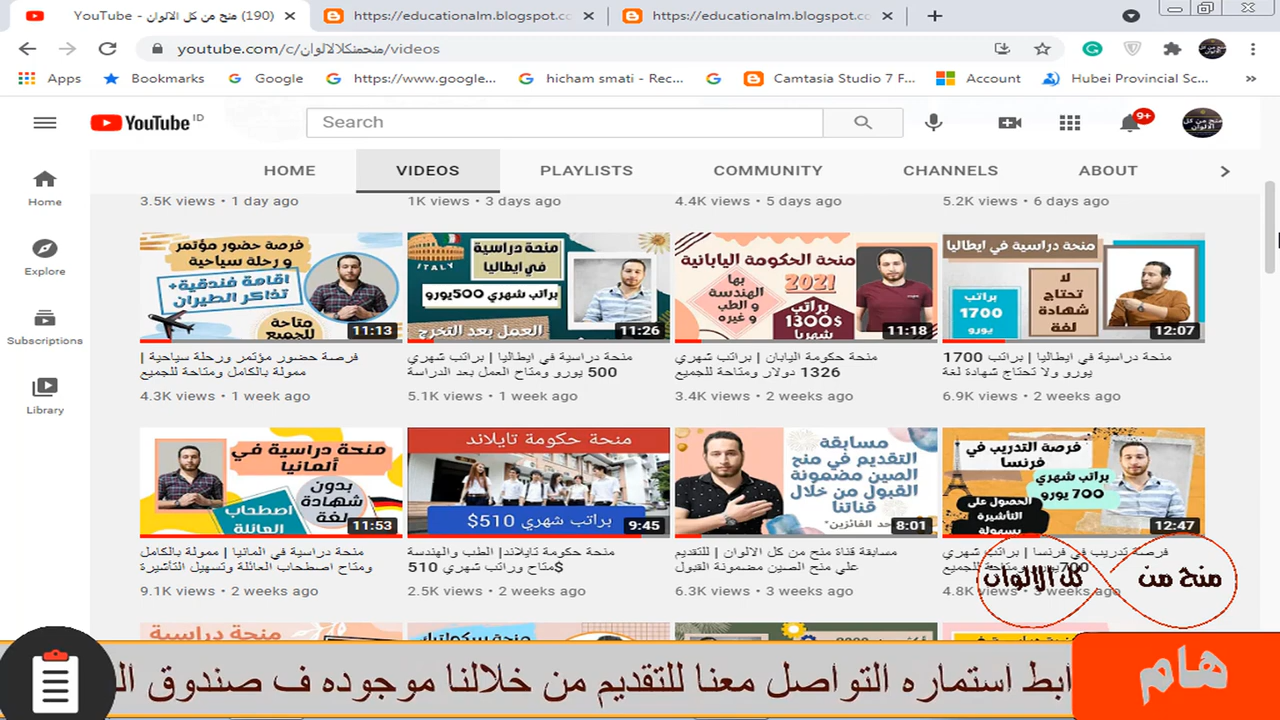 YouTube - منح من كل الالوان (190)
https://educationalm.blogspot.co
https://educationalm.blogspot.co
youtube.com/c/منحمنكلالالوان/videos
Apps
Bookmarks
Google
https://www.google...
hicham smati - Rec...
Camtasia Studio 7 F...
Account
Hubei Provincial Sc...
YouTube ID
Search
9+
HOME
VIDEOS
PLAYLISTS
COMMUNITY
CHANNELS
ABOUT
Home
Explore
Subscriptions
Library
3.5K views • 1 day ago
1K views • 3 days ago
4.4K views • 5 days ago
5.2K views • 6 days ago
فرصة حضور مؤتمر
و رحلة سياحية
اقامة فندقية+
تذاكر الطيران
متاحة
للجميع
11:13
فرصة حضور مؤتمر ورحلة سياحية |
ممولة بالكامل ومتاحة للجميع
4.3K views • 1 week ago
ITALY
منحة دراسية
في ايطاليا
براتب شهري 500يورو
العمل بعد التخرج
11:26
منحة دراسية في ايطاليا | براتب شهري
500 يورو ومتاح العمل بعد الدراسة
5.1K views • 1 week ago
منحة الحكومة اليابانية
2021
بها
الهندسة
و الطب
و غيره
براتب
1300$
شهريا
11:18
منحة حكومة اليابان | براتب شهري
1326 دولار ومتاحة للجميع
3.4K views • 2 weeks ago
منحة دراسية في ايطاليا
لا
تحتاج
شهادة
لغة
براتب
1700
يورو
12:07
منحة دراسية في ايطاليا | براتب 1700
يورو ولا تحتاج شهادة لغة
6.9K views • 2 weeks ago
منحة دراسية في
ألمانيا
بدون
شهادة
لغة
اصطحاب
العائلة
11:53
منحة دراسية في المانيا | ممولة بالكامل
ومتاح اصطحاب العائلة وتسهيل التأشيرة
9.1K views • 2 weeks ago
منحة حكومة تايلاند
براتب شهري 510$
9:45
منحة حكومة تايلاند| الطب والهندسة
متاح وراتب شهري 510$
2.5K views • 2 weeks ago
مسابقة
التقديم في منح
الصين مضمونة
القبول من خلال
قناتنا
حد الفائزين*
8:01
مسابقة قناة منح من كل الالوان | للتقديم
علي منح الصين مضمونة القبول
6.3K views • 3 weeks ago
فرصة التدريب في
فرنسا
براتب شهري
700 يورو
الحصول على
التأشيرة
بسهولة
12:47
فرصة تدريب في فرنسا | براتب شهري
700يورو ومتاحة للجميع
4.8K views • 3 weeks ago
منح من كل الالوان
منحة دراسية
هام
ابط استماره التواصل معنا للتقديم من خلالنا موجوده ف صندوق ال